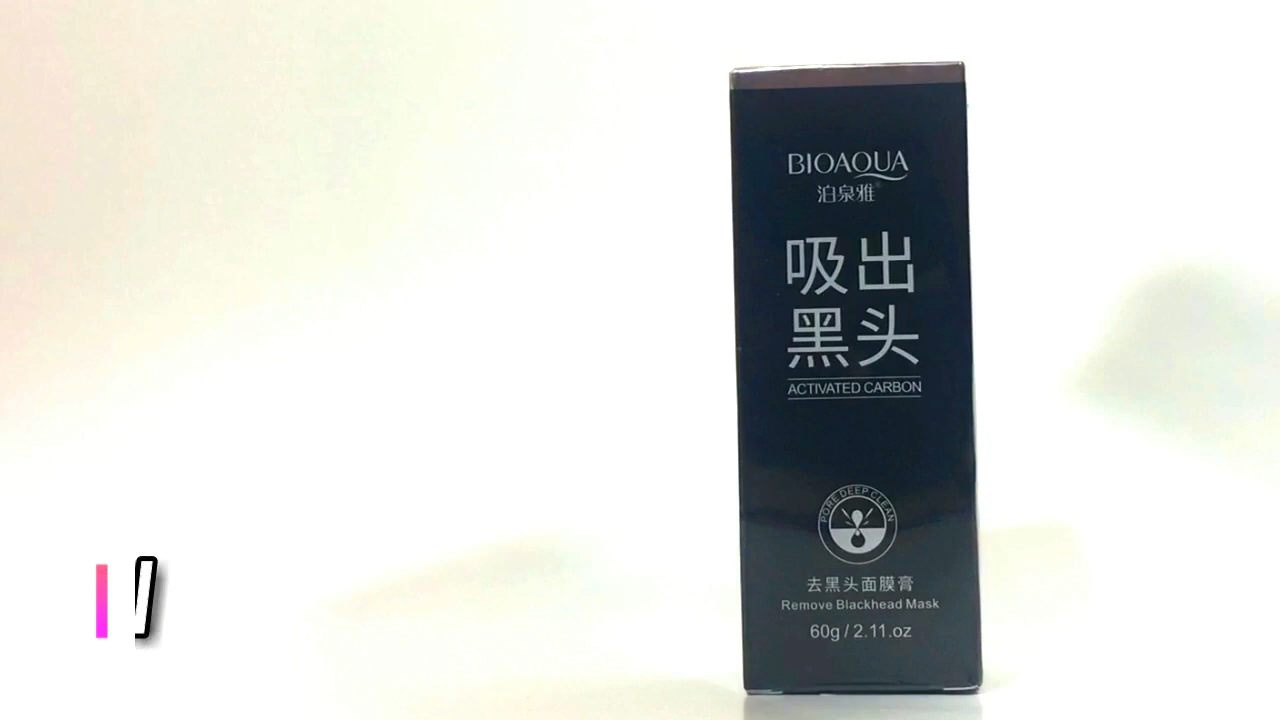 BIOAQUA
泊泉雅®
吸出
黑头
ACTIVATED CARBON
PORE DEEP CLEAN
去黑头面膜膏
Remove Blackhead Mask
60g / 2.11.oz